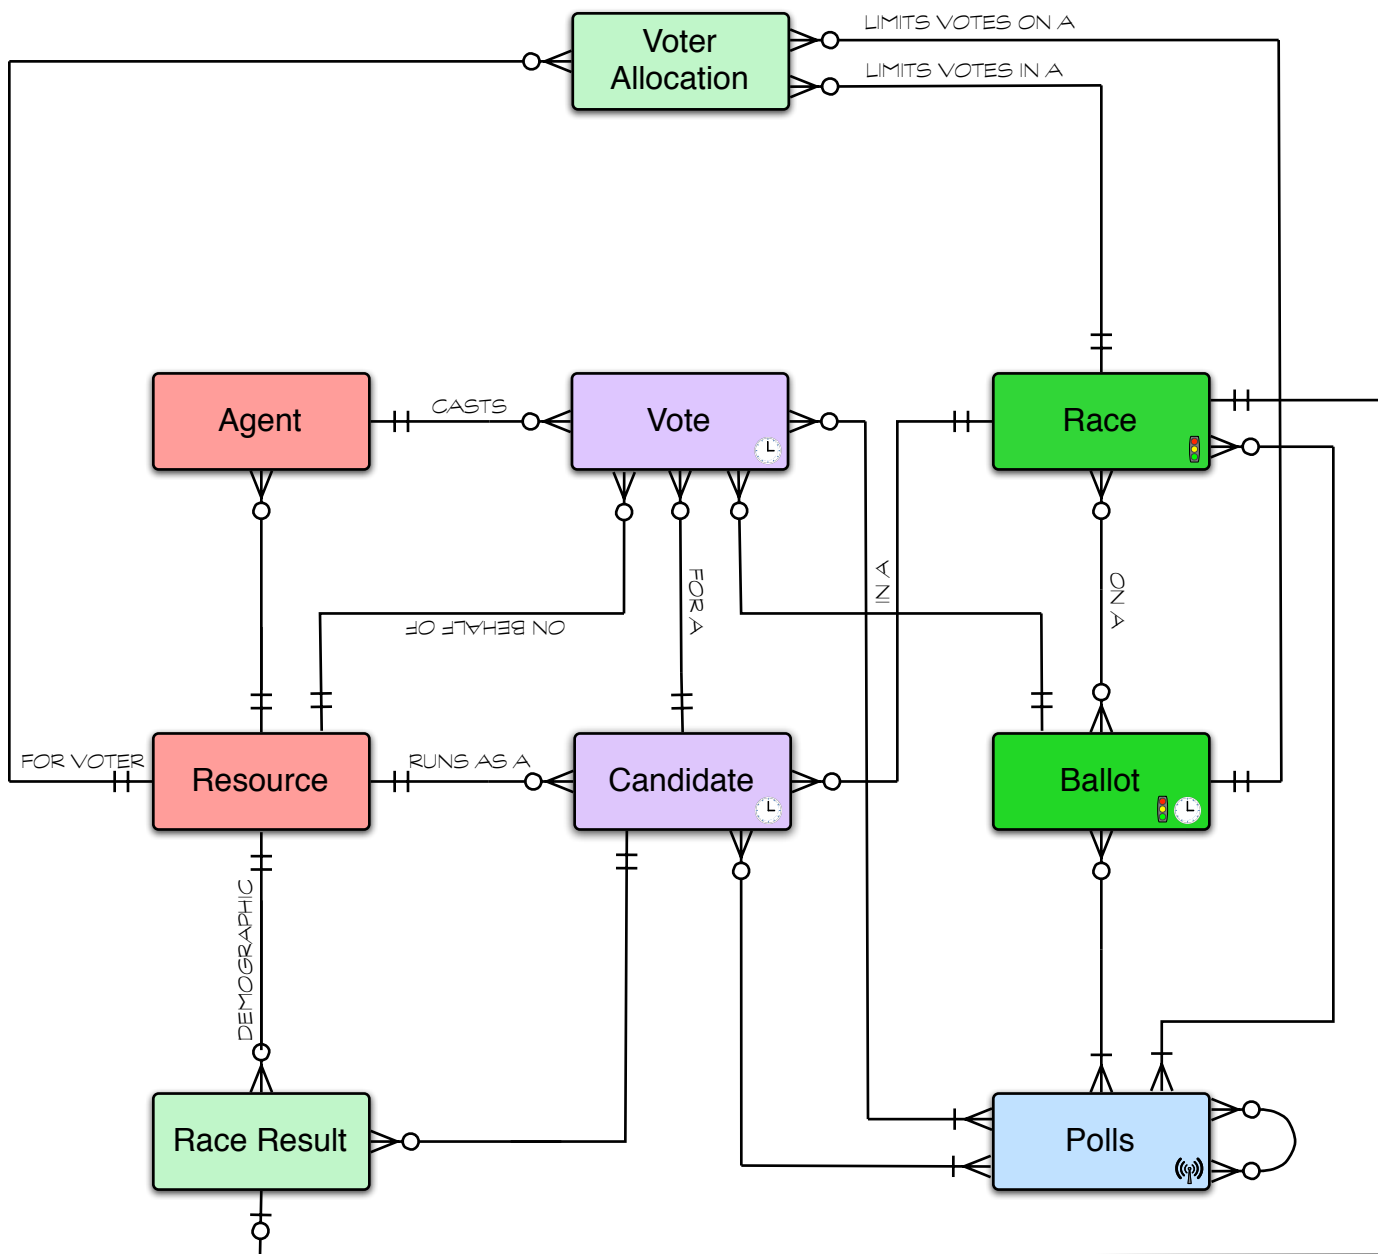 LIMITS VOTES ON A
Voter
Allocation
LIMITS VOTES IN A
Agent
CASTS
Vote
Race
ON BEHALF OF
FOR A
IN A
ON A
FOR VOTER
Resource
RUNS AS A
Candidate
Ballot
DEMOGRAPHIC
Race Result
Polls